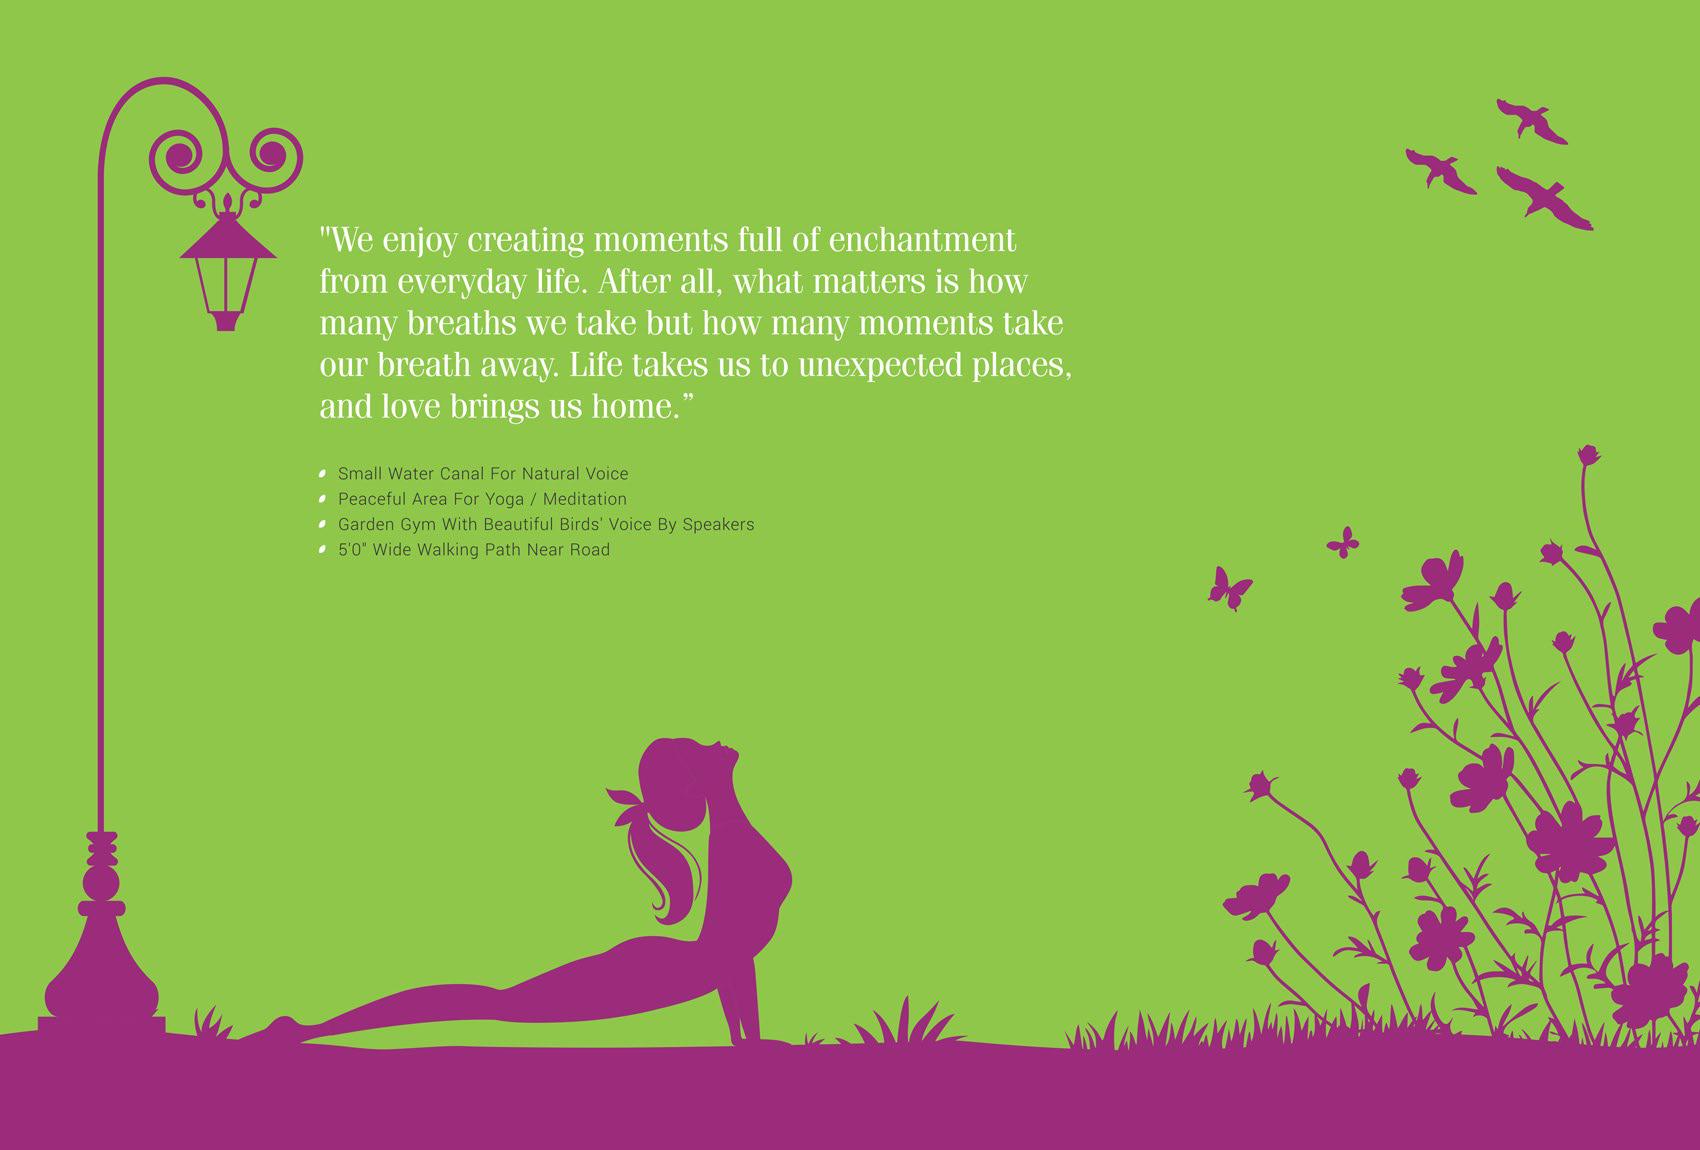 "We enjoy creating moments full of enchantment
from everyday life. After all, what matters is how
many breaths we take but how many moments take
our breath away. Life takes us to unexpected places,
and love brings us home.”
Small Water Canal For Natural Voice
Peaceful Area For Yoga / Meditation
Garden Gym With Beautiful Birds' Voice By Speakers
5'0" Wide Walking Path Near Road